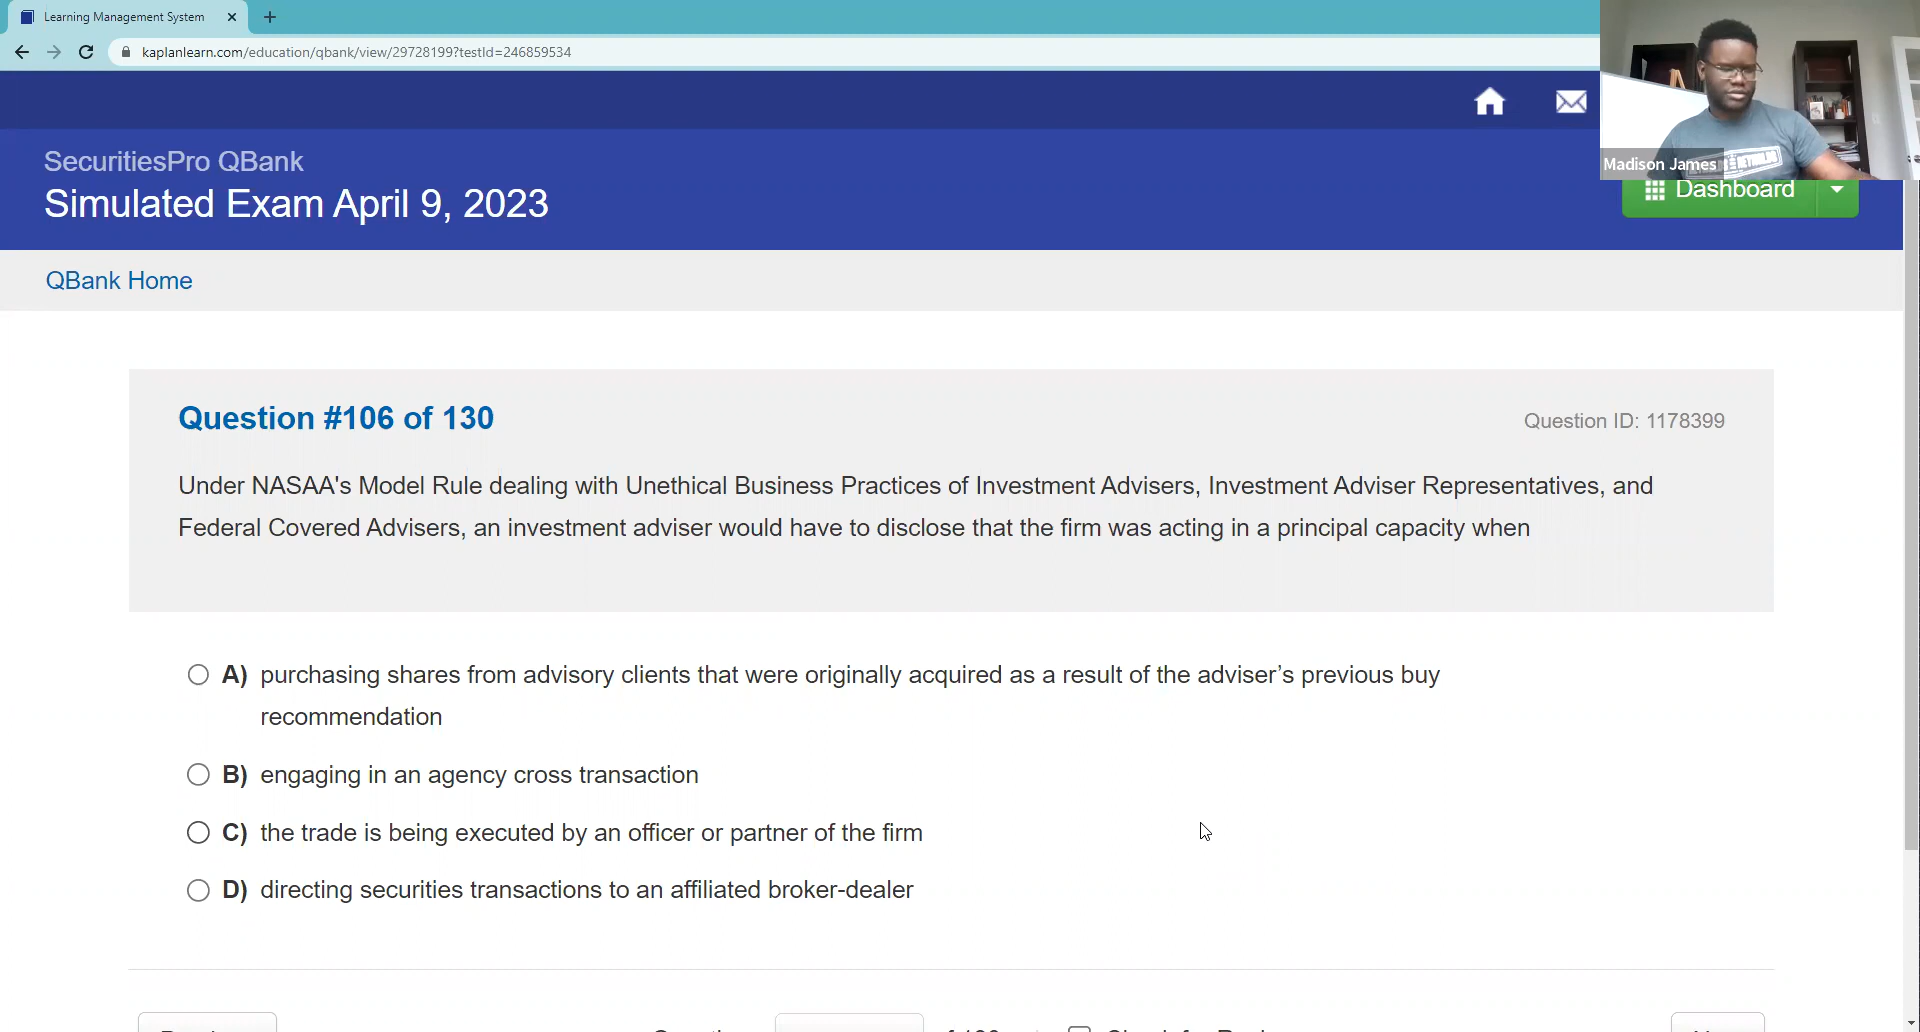 Learning Management System
kaplanlearn.com/education/qbank/view/29728199?testId=246859534
Madison James
SecuritiesPro QBank
Simulated Exam April 9, 2023
Dashboard
QBank Home
Question #106 of 130
Question ID: 1178399
Under NASAA's Model Rule dealing with Unethical Business Practices of Investment Advisers, Investment Adviser Representatives, and
Federal Covered Advisers, an investment adviser would have to disclose that the firm was acting in a principal capacity when
A) purchasing shares from advisory clients that were originally acquired as a result of the adviser’s previous buy
recommendation
B) engaging in an agency cross transaction
C) the trade is being executed by an officer or partner of the firm
D) directing securities transactions to an affiliated broker-dealer